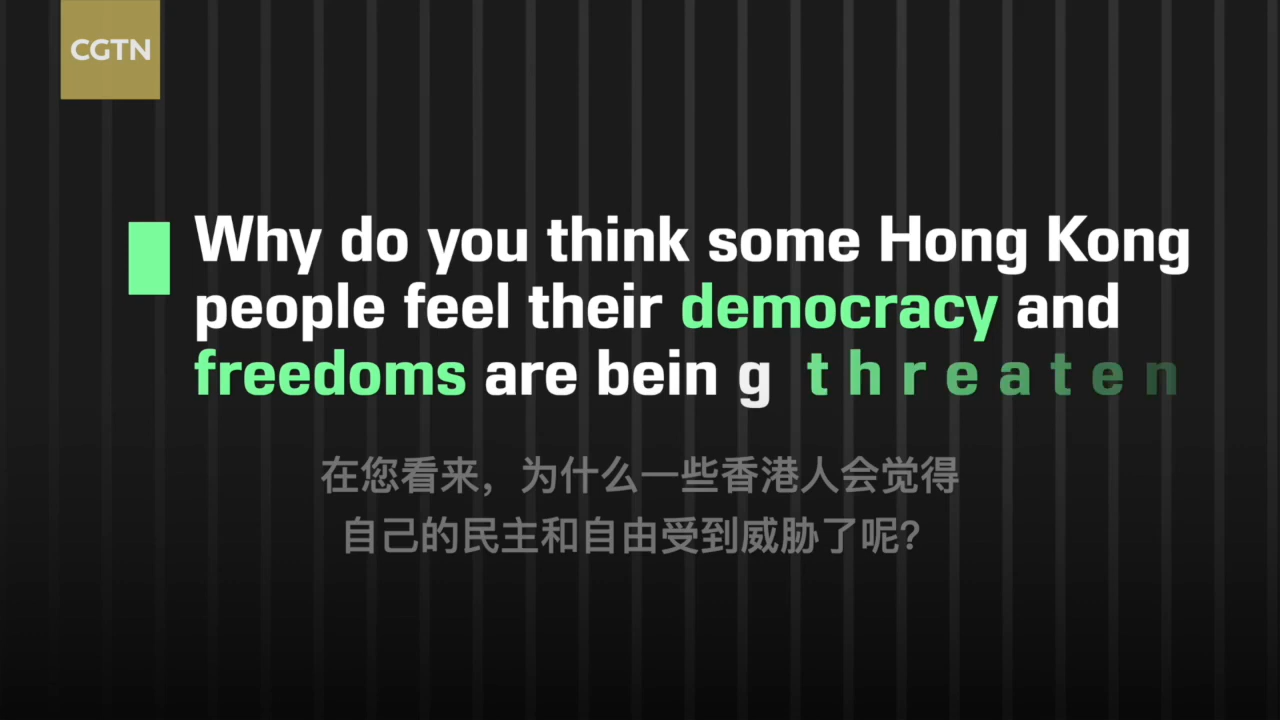 CGTN
Why do you think some Hong Kong
people feel their democracy and
freedoms are being threaten
在您看来，为什么一些香港人会觉得
自己的民主和自由受到威胁了呢？